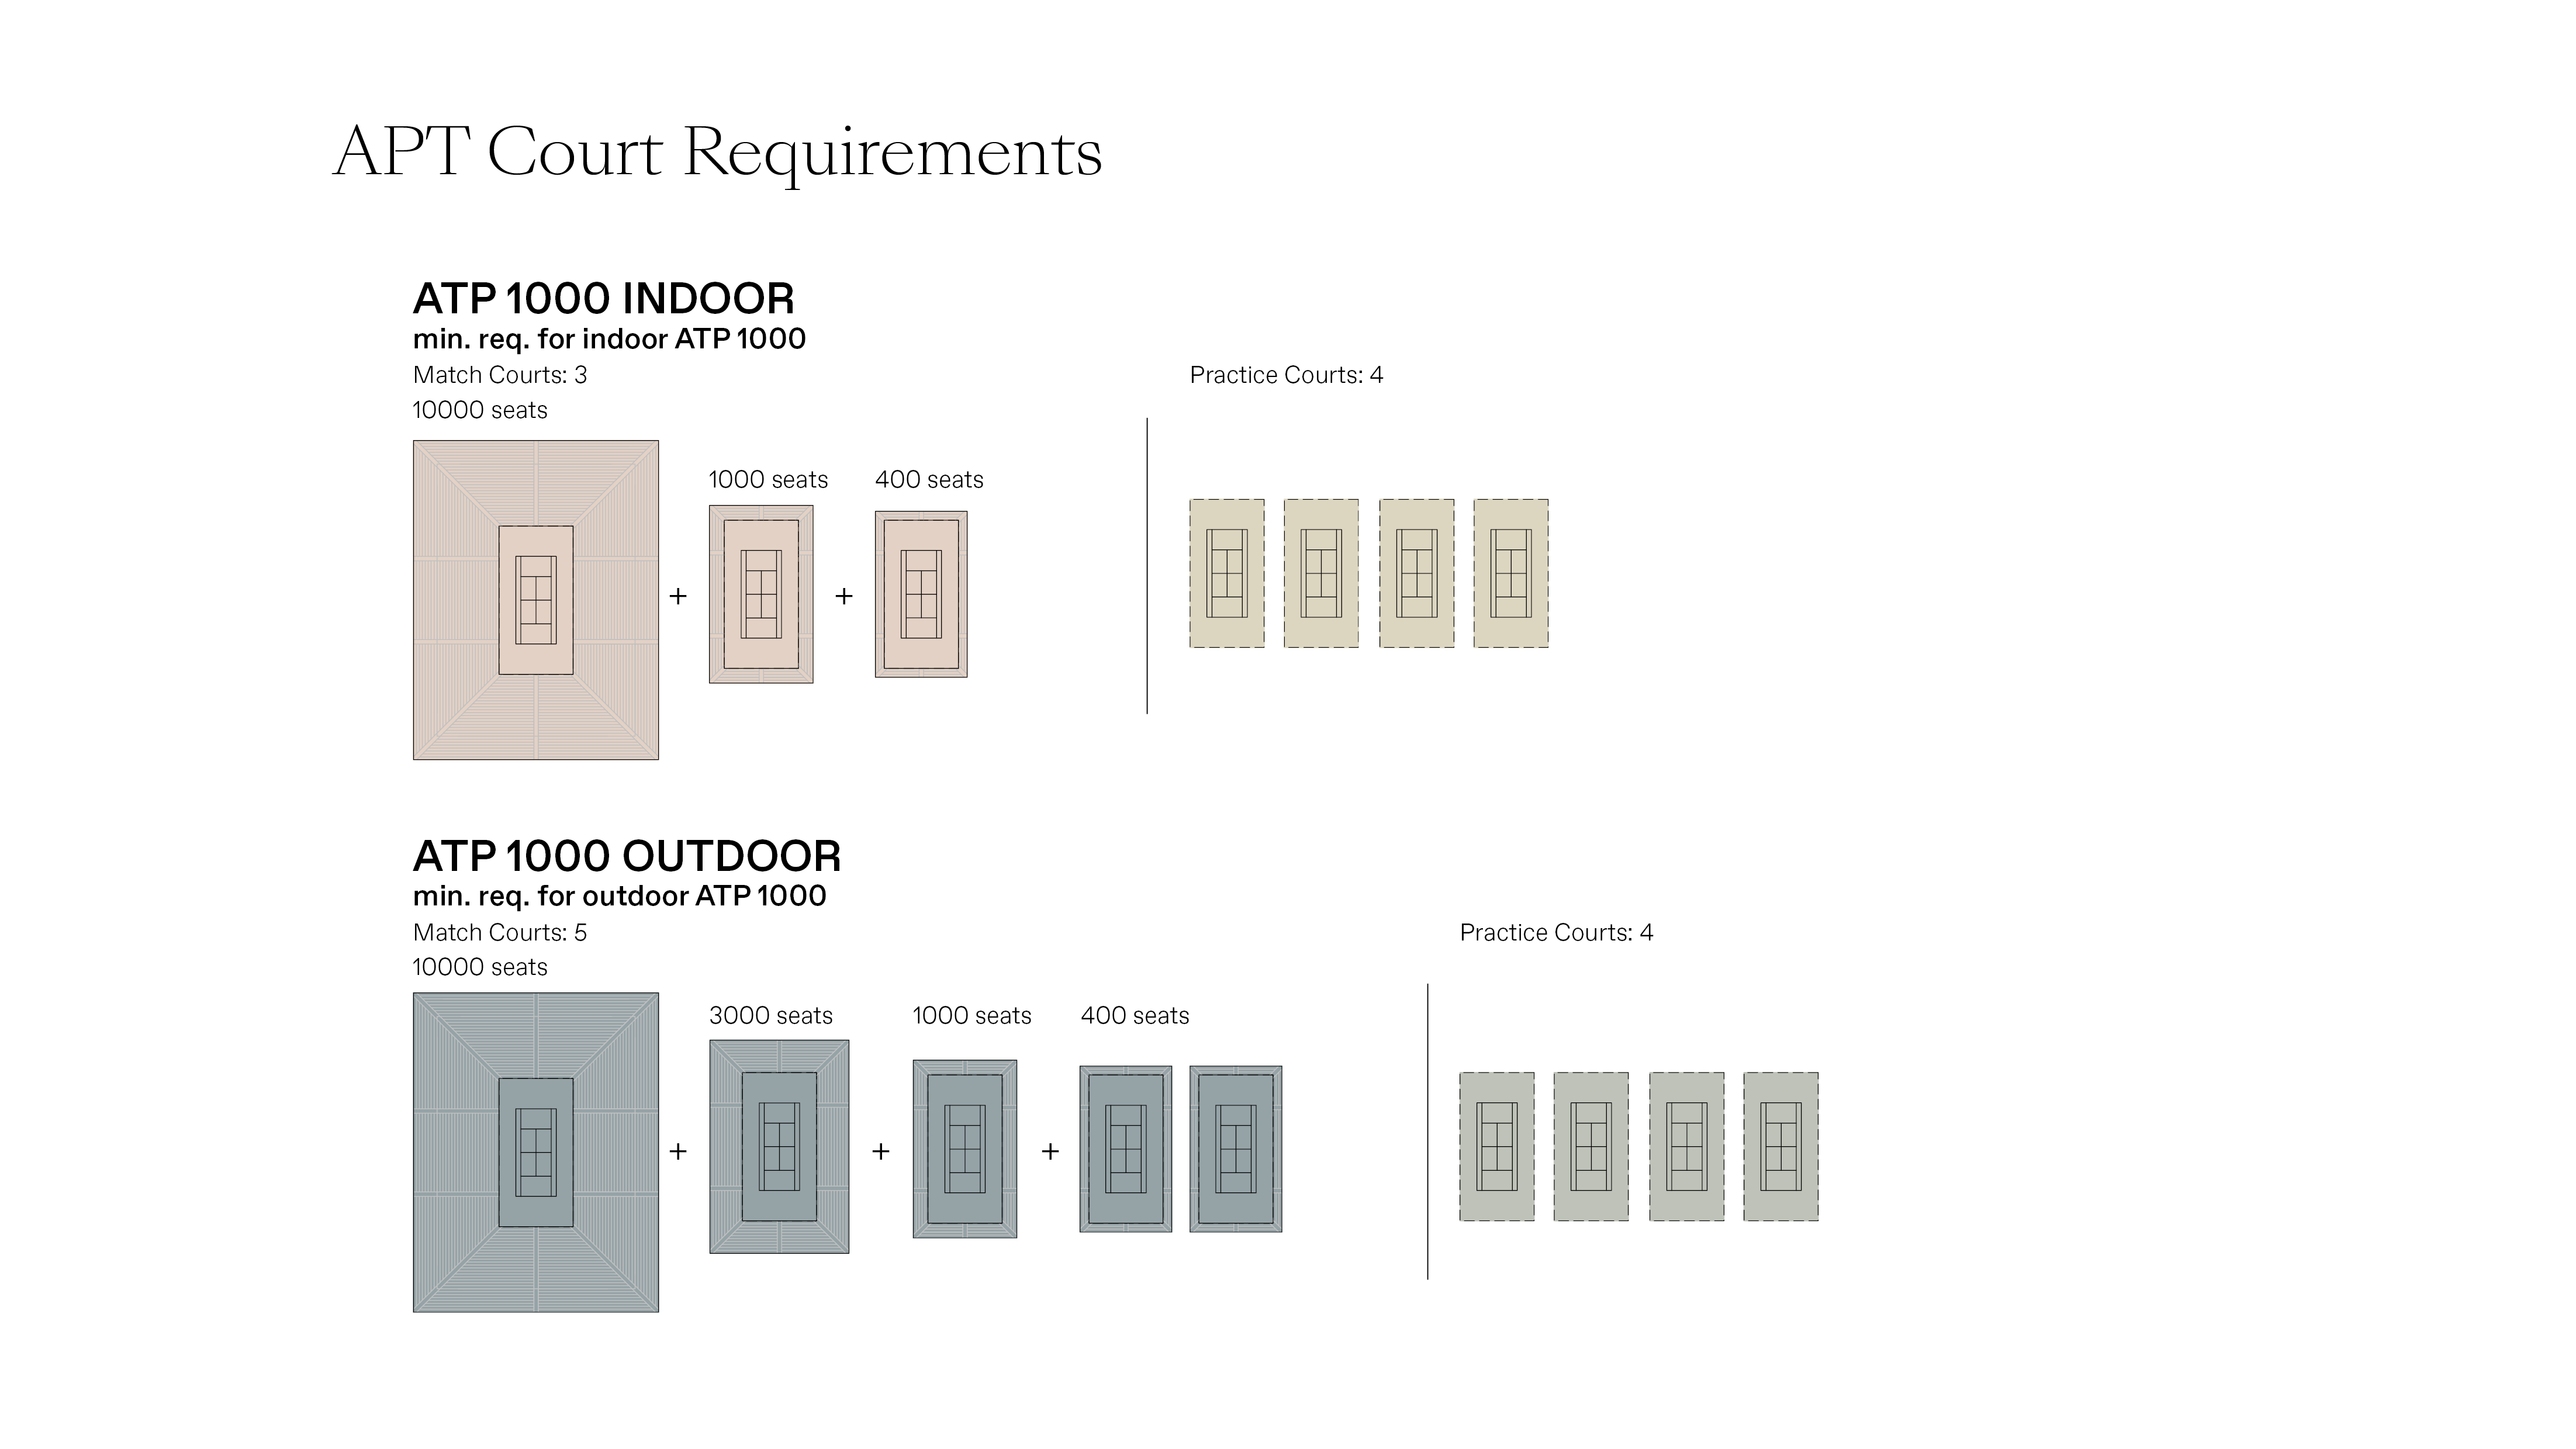 APT Court Requirements
ATP 1000 INDOOR
min. req. for indoor ATP 1000
Match Courts: 3
Practice Courts: 4
10000 seats
1000 seats
400 seats
+
+
ATP 1000 OUTDOOR
min. req. for outdoor ATP 1000
Match Courts: 5
Practice Courts: 4
10000 seats
3000 seats
1000 seats
400 seats
+
+
+